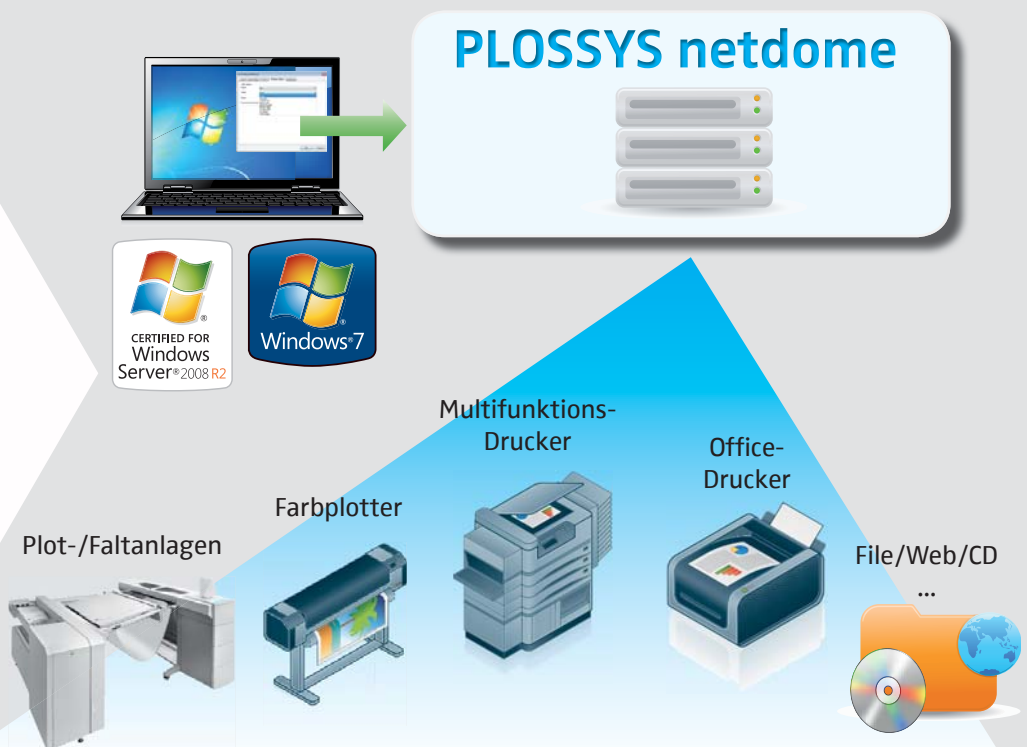 PLOSSYS netdome
CERTIFIED FOR
Windows
Server®2008 R2
Windows®7
Multifunktions-
Drucker
Office-
Drucker
Farbplotter
Plot-/Faltanlagen
File/Web/CD
...